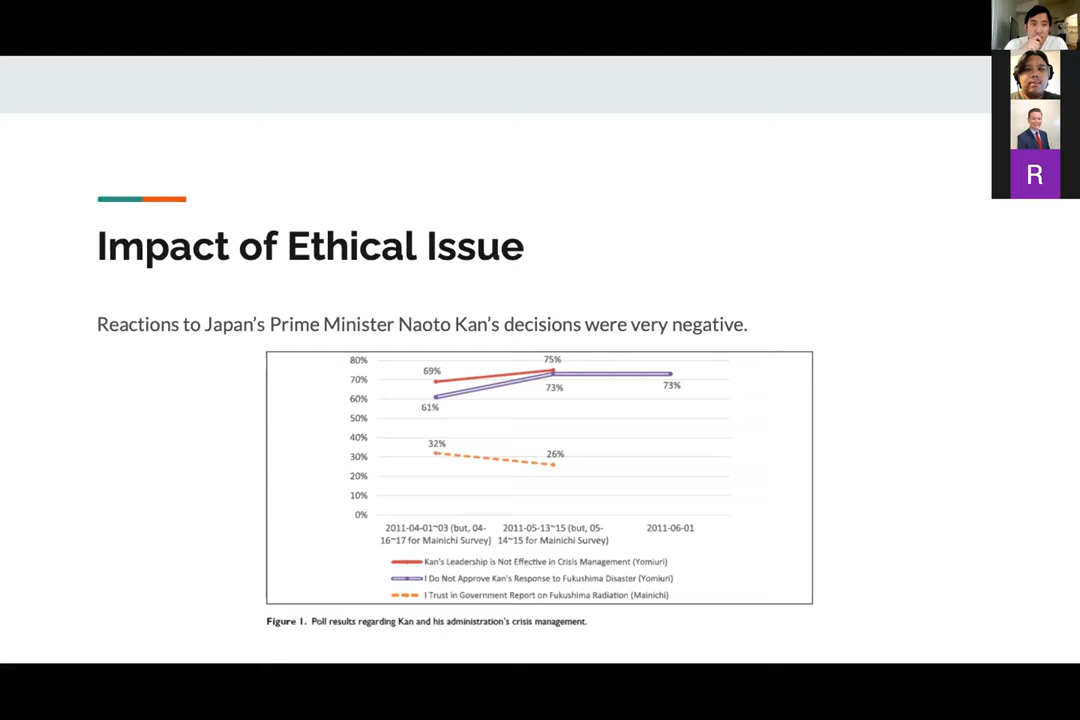 R
Impact of Ethical Issue
Reactions to Japan's Prime Minister Naoto Kan's decisions were very negative.
80%
70%
60%
50%
40%
30%
20%
10%
0%
69%
75%
61%
73%
73%
32%
26%
2011-04-01~03 (but, 04-
16~17 for Mainichi Survey)
2011-05-13~15 (but, 05-
14~15 for Mainichi Survey)
2011-06-01
Kan's Leadership is Not Effective in Crisis Management (Yomiuri)
I Do Not Approve Kan's Response to Fukushima Disaster (Yomiuri)
I Trust in Government Report on Fukushima Radiation (Mainichi)
Figure 1. Poll results regarding Kan and his administration's crisis management.